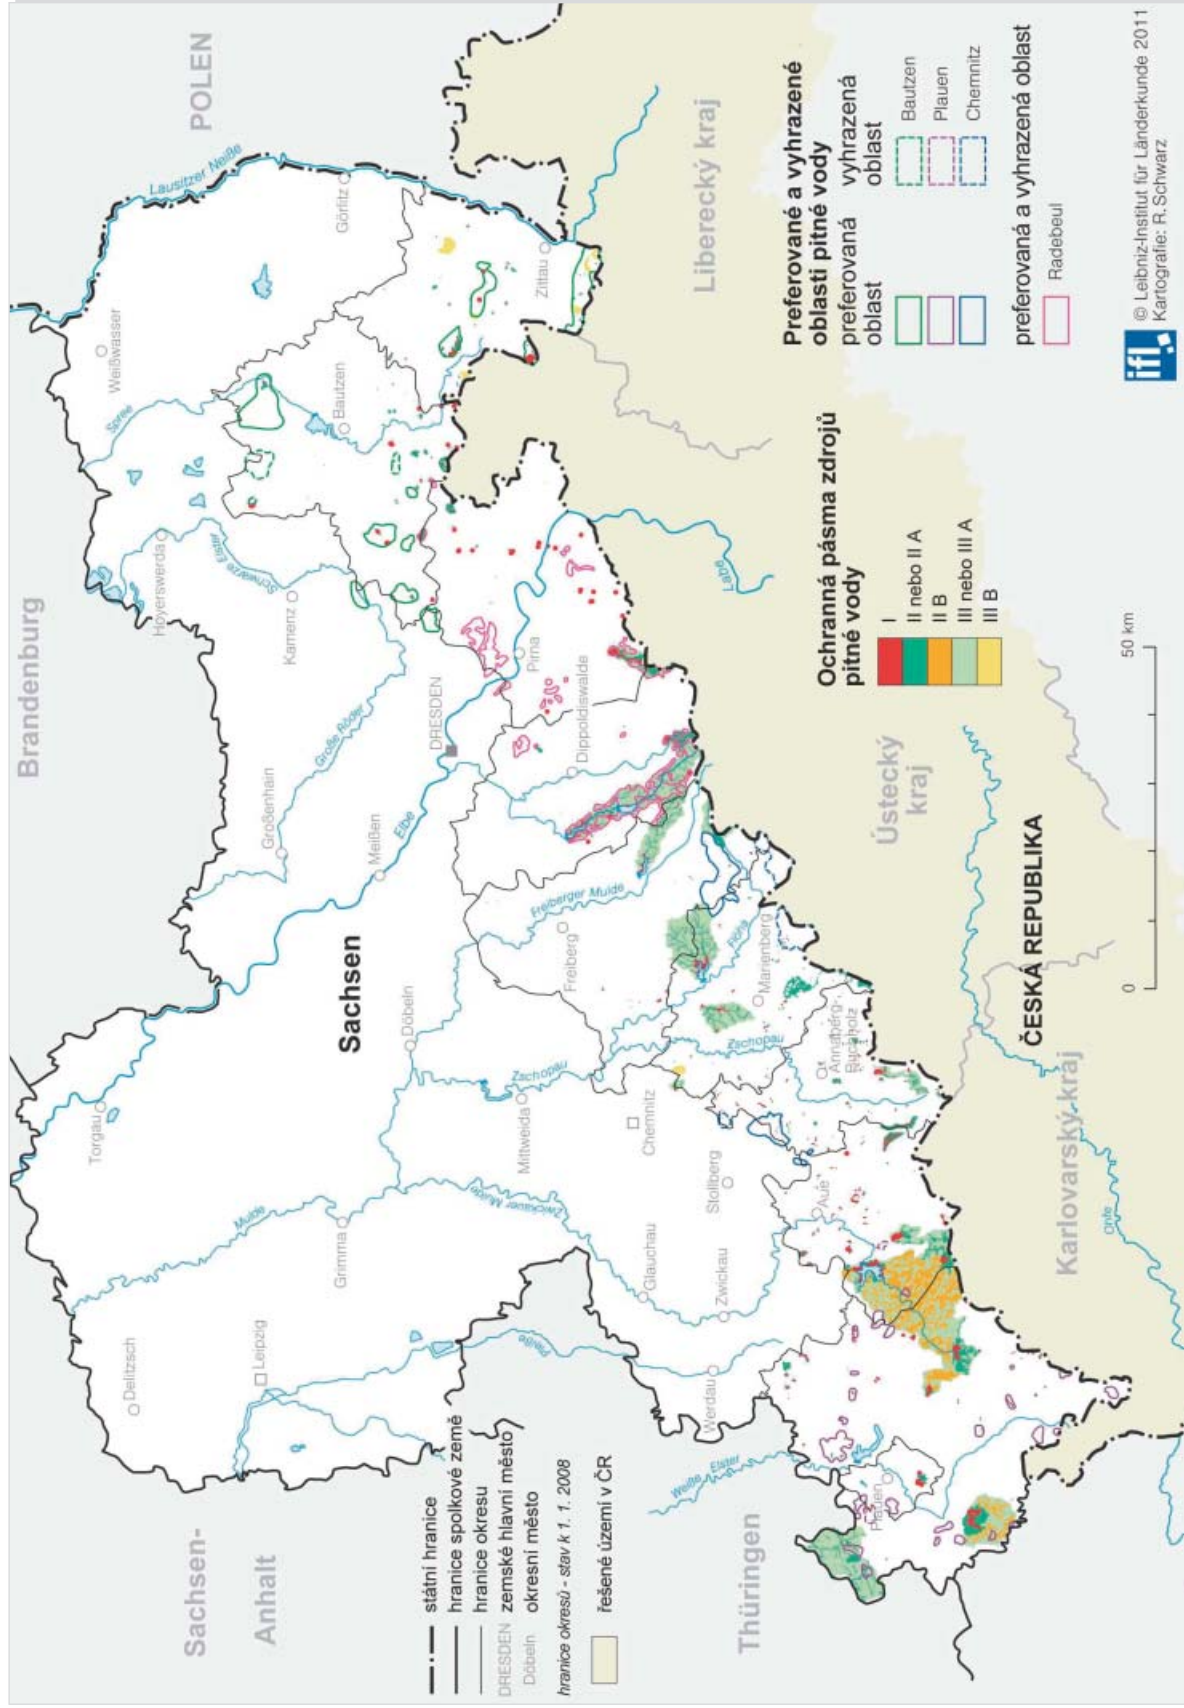 Brandenburg
POLEN
Sachsen-
Anhalt
Thüringen
Sachsen
Liberecký kraj
Ústecký
kraj
Karlovarský kraj
ČESKÁ REPUBLIKA
Lausitzer Neiße
Weißwasser
Spree
Görlitz
Hoyerswerda
Schwarze Elster
Kamenz
Bautzen
Zittau
Große Röder
Großenhain
Meißen
Elbe
DRESDEN
Pirna
Dippoldiswalde
Labe
Torgau
Döbeln
Freiberger Mulde
Freiberg
Flöha
Marienberg
Zschopau
Zschopau
Annaberg-
Buchholz
Mittweida
Chemnitz
Stollberg
Aue
Mulde
Grimma
Zwickauer Mulde
Glauchau
Zwickau
Delitzsch
Leipzig
Pleiße
Werdau
Weiße Elster
Plauen
Ohře
státní hranice
hranice spolkové země
hranice okresu
DRESDEN zemské hlavní město
Döbeln okresní město
hranice okresů - stav k 1. 1. 2008
řešené území v ČR
Ochranná pásma zdrojů
pitné vody
I
II nebo II A
II B
III nebo III A
III B
0 50 km
Preferované a vyhrazené
oblasti pitné vody
preferovaná vyhrazená
oblast oblast
Bautzen
Plauen
Chemnitz
preferovaná a vyhrazená oblast
Radebeul
ifl
© Leibniz-Institut für Länderkunde 2011
Kartografie: R.Schwarz